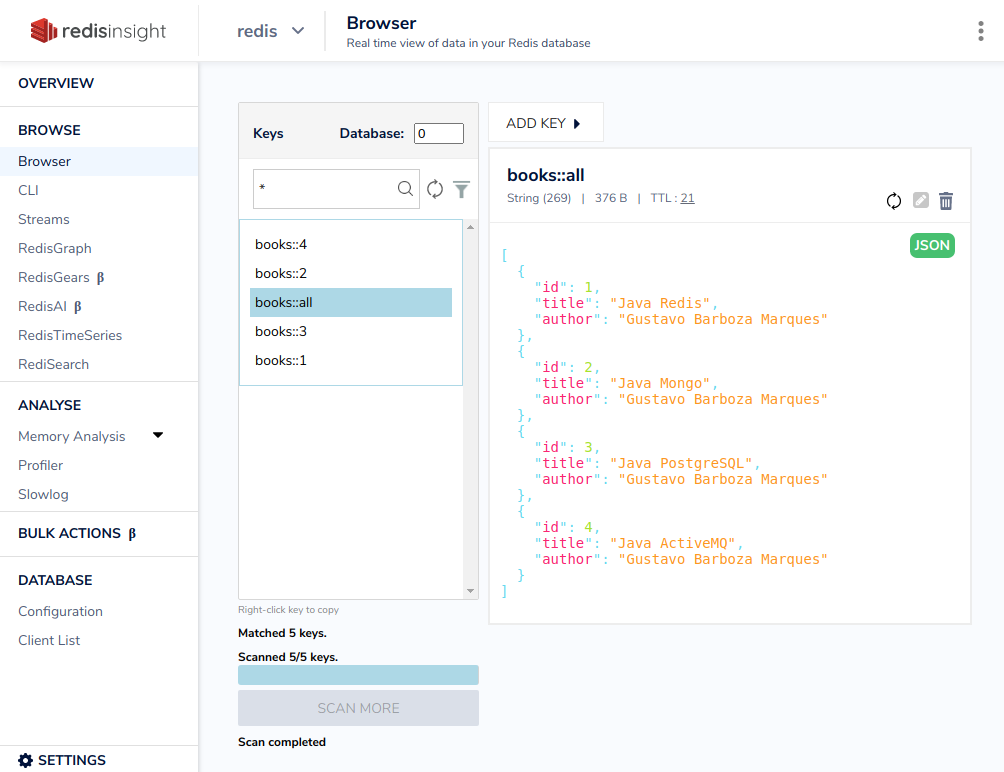 redisinsight
redis
Browser
Real time view of data in your Redis database
OVERVIEW
BROWSE
Browser
CLI
Streams
RedisGraph
RedisGears β
RedisAI β
RedisTimeSeries
RediSearch
ANALYSE
Memory Analysis
Profiler
Slowlog
BULK ACTIONS β
DATABASE
Configuration
Client List
SETTINGS
Keys Database: 0
*
books::4
books::2
books::all
books::3
books::1
Right-click key to copy
Matched 5 keys.
Scanned 5/5 keys.
SCAN MORE
Scan completed
ADD KEY
books::all
String (269) | 376 B | TTL : 21
JSON
[
{
"id": 1,
"title": "Java Redis",
"author": "Gustavo Barboza Marques"
},
{
"id": 2,
"title": "Java Mongo",
"author": "Gustavo Barboza Marques"
},
{
"id": 3,
"title": "Java PostgreSQL",
"author": "Gustavo Barboza Marques"
},
{
"id": 4,
"title": "Java ActiveMQ",
"author": "Gustavo Barboza Marques"
}
]